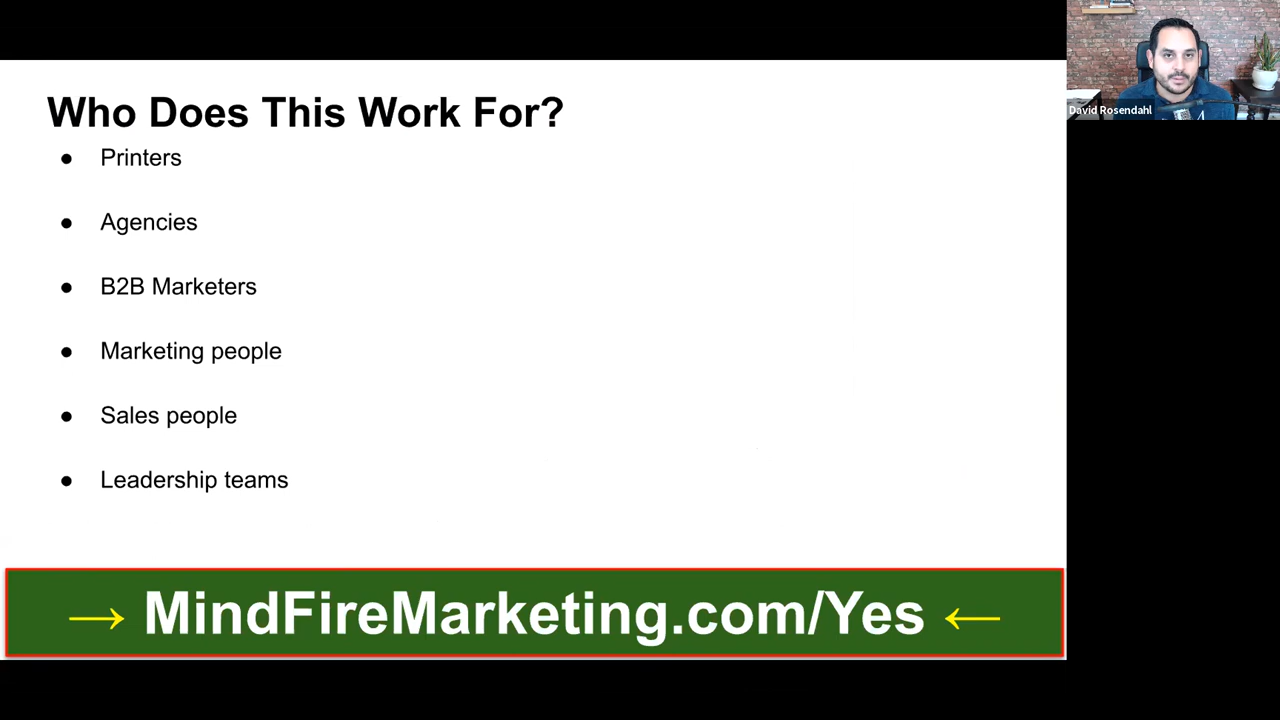 Who Does This Work For?
● Printers
● Agencies
● B2B Marketers
● Marketing people
● Sales people
● Leadership teams
→ MindFireMarketing.com/Yes ←
David Rosendahl